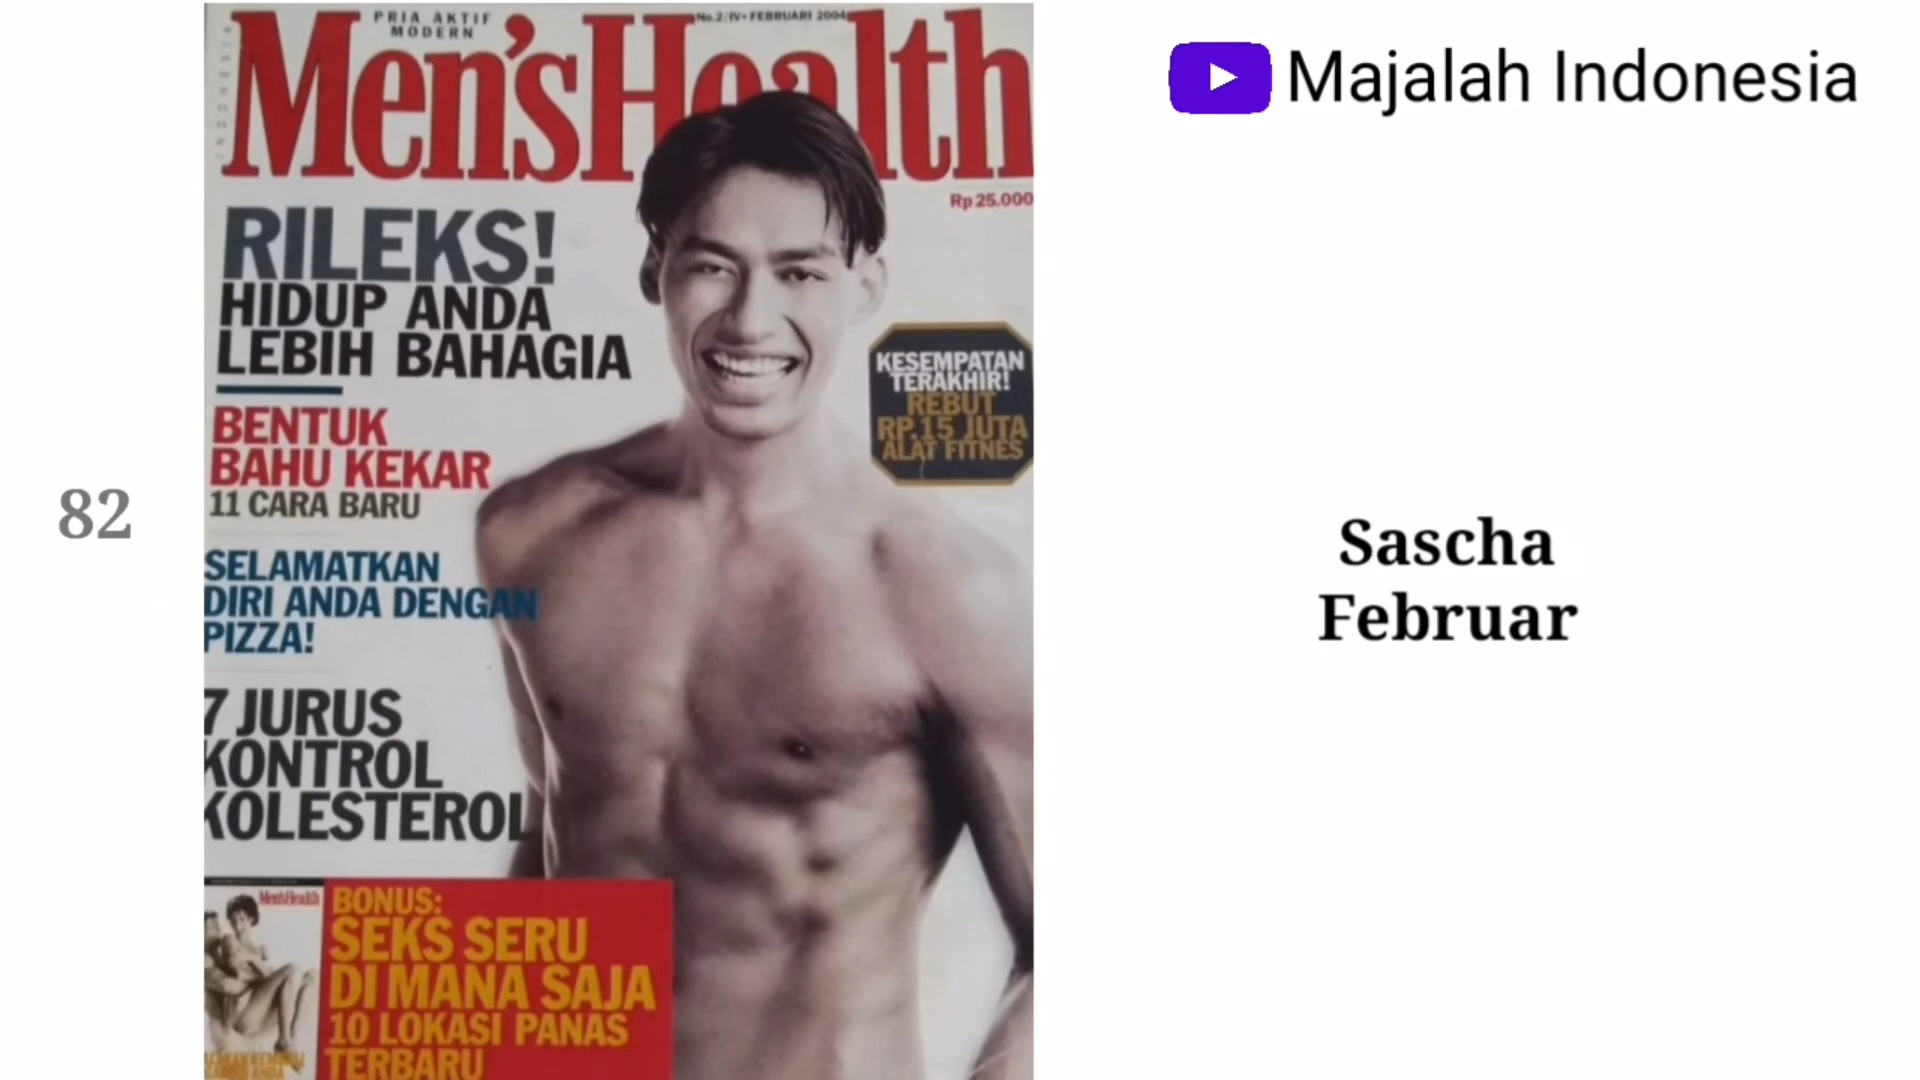 PRIA AKTIF
MODERN
No.2/IV• FEBRUARI 2004
INDONESIA
Men'sHealth
Rp 25.000
RILEKS!
HIDUP ANDA
LEBIH BAHAGIA
BENTUK
BAHU KEKAR
11 CARA BARU
SELAMATKAN
DIRI ANDA DENGAN
PIZZA!
7 JURUS
KONTROL
KOLESTEROL
KESEMPATAN
TERAKHIR!
REBUT
RP.15 JUTA
ALAT FITNES
Men'sHealth
BONUS:
SEKS SERU
DI MANA SAJA
10 LOKASI PANAS
TERBARU
82
Majalah Indonesia
Sascha
Februar